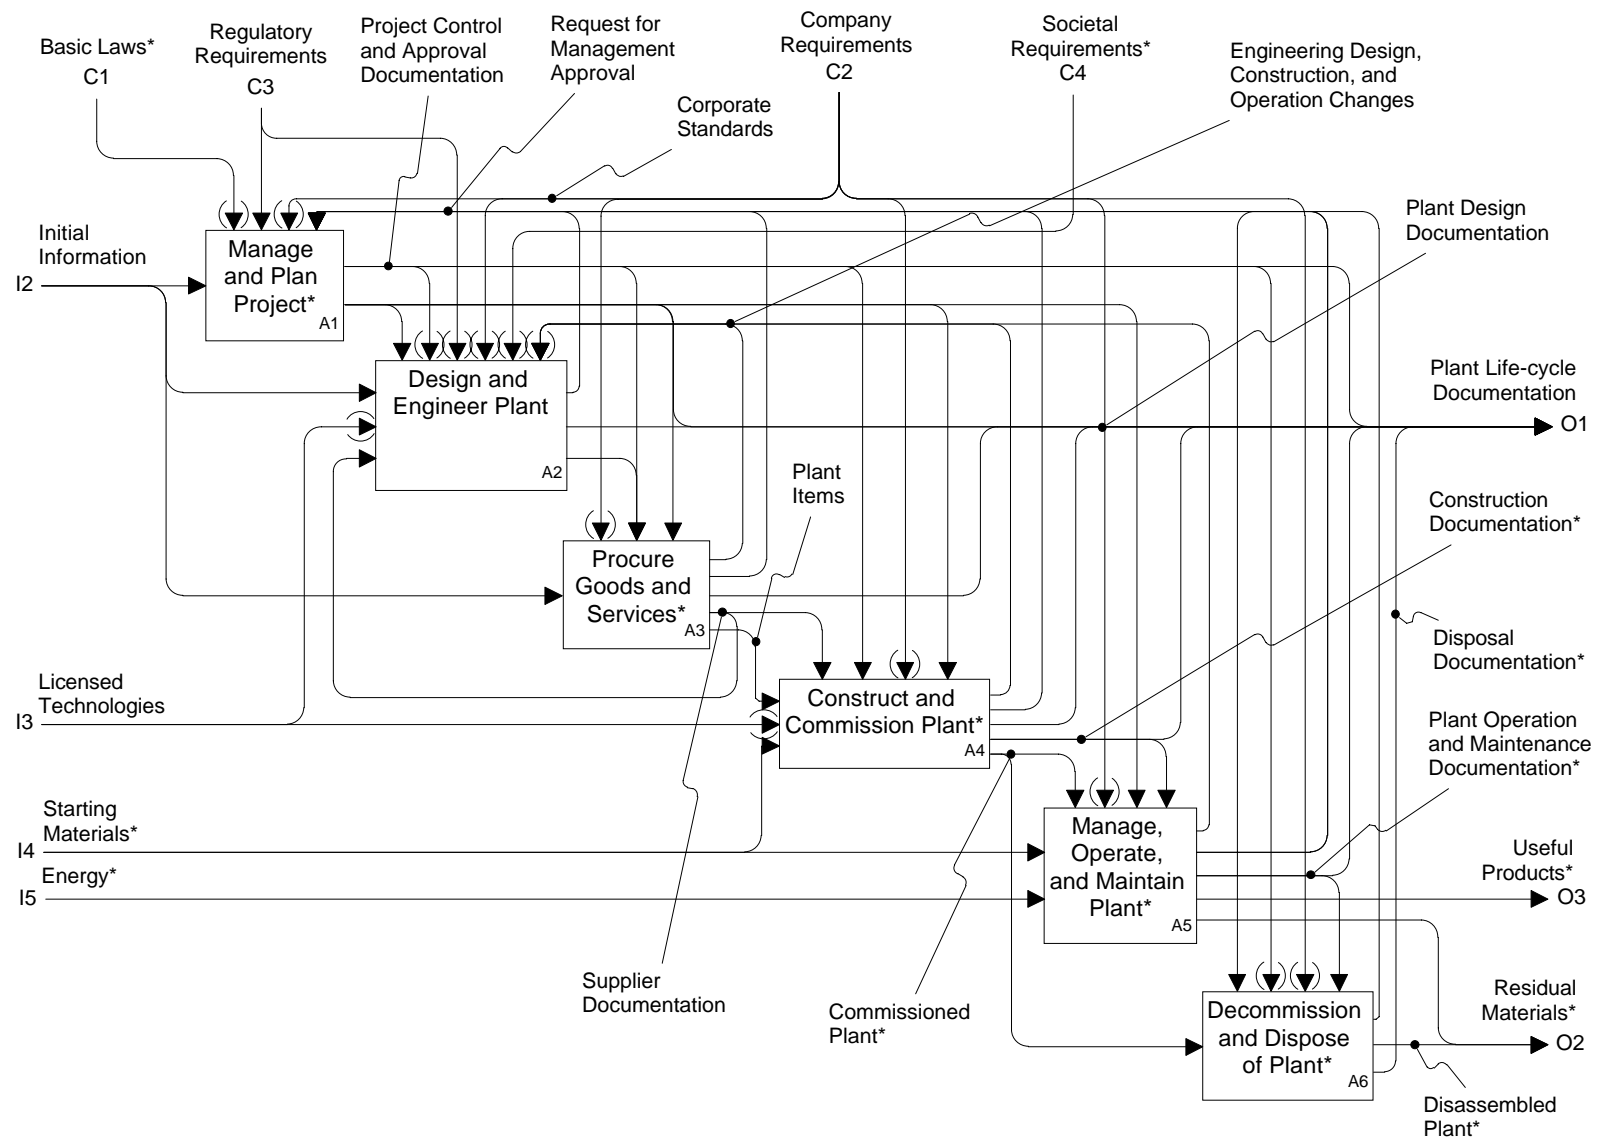 Basic Laws*
C1
Regulatory
Requirements
C3
Project Control
and Approval
Documentation
Request for
Management
Approval
Corporate
Standards
Company
Requirements
C2
Societal
Requirements*
C4
Engineering Design,
Construction, and
Operation Changes
Plant Design
Documentation
Initial
Information
I2
Manage
and Plan
Project*
A1
Design and
Engineer Plant
A2
Plant Life-cycle
Documentation
O1
Plant
Items
Construction
Documentation*
Procure
Goods and
Services*
A3
Disposal
Documentation*
Licensed
Technologies
I3
Construct and
Commission Plant*
A4
Plant Operation
and Maintenance
Documentation*
Starting
Materials*
I4
Energy*
I5
Manage,
Operate,
and Maintain
Plant*
A5
Useful
Products*
O3
Supplier
Documentation
Commissioned
Plant*
Decommission
and Dispose
of Plant*
A6
Residual
Materials*
O2
Disassembled
Plant*